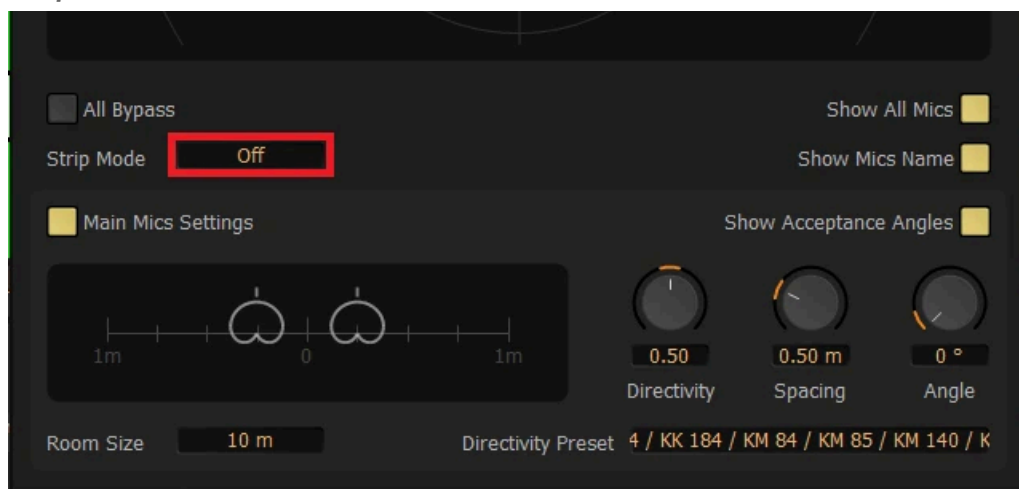 All Bypass
Show All Mics
Strip Mode
Off
Show Mics Name
Main Mics Settings
Show Acceptance Angles
1m
0
1m
0.50
0.50 m
0 °
Directivity
Spacing
Angle
Room Size
10 m
Directivity Preset
4 / KK 184 / KM 84 / KM 85 / KM 140 / K